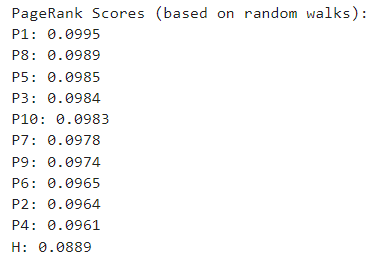 PageRank Scores (based on random walks):
P1: 0.0995
P8: 0.0989
P5: 0.0985
P3: 0.0984
P10: 0.0983
P7: 0.0978
P9: 0.0974
P6: 0.0965
P2: 0.0964
P4: 0.0961
H: 0.0889